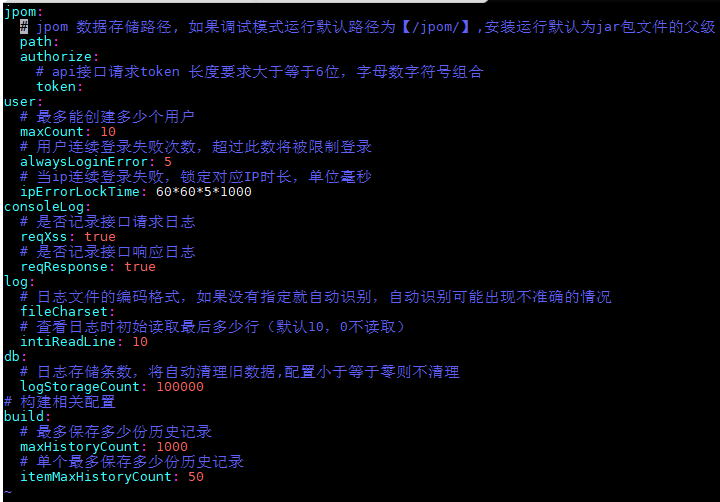 jpom:
  # jpom 数据存储路径, 如果调试模式运行默认路径为【/jpom/】,安装运行默认为jar包文件的父级
  path:
  authorize:
    # api接口请求token 长度要求大于等于6位，字母数字符号组合
    token:
user:
  # 最多能创建多少个用户
  maxCount: 10
  # 用户连续登录失败次数，超过此数将被限制登录
  alwaysLoginError: 5
  # 当ip连续登录失败，锁定对应IP时长，单位毫秒
  ipErrorLockTime: 60*60*5*1000
consoleLog:
  # 是否记录接口请求日志
  reqXss: true
  # 是否记录接口响应日志
  reqResponse: true
log:
  # 日志文件的编码格式，如果没有指定就自动识别，自动识别可能出现不准确的情况
  fileCharset:
  # 查看日志时初始读取最后多少行（默认10，0不读取）
  intiReadLine: 10
db:
  # 日志存储条数，将自动清理旧数据,配置小于等于零则不清理
  logStorageCount: 100000
# 构建相关配置
build:
  # 最多保存多少份历史记录
  maxHistoryCount: 1000
  # 单个最多保存多少份历史记录
  itemMaxHistoryCount: 50
~